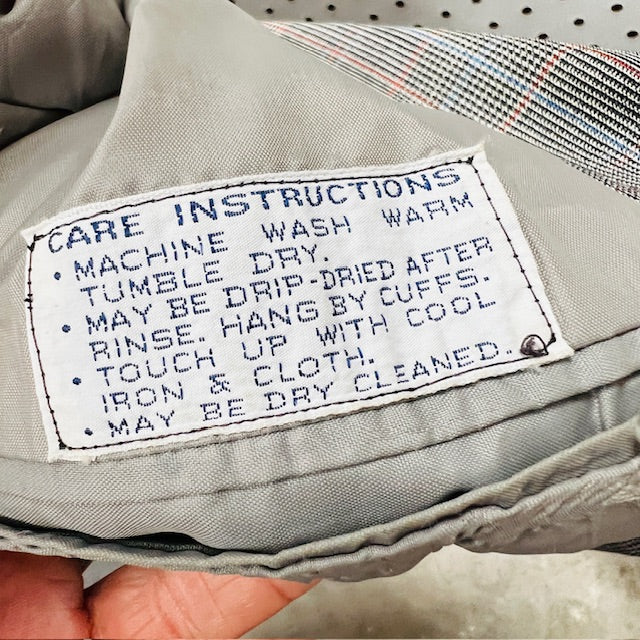 CARE INSTRUCTIONS
• MACHINE WASH WARM
TUMBLE DRY.
• MAY BE DRIP-DRIED AFTER
RINSE. HANG BY CUFFS.
• TOUCH UP WITH COOL
IRON & CLOTH.
• MAY BE DRY CLEANED.